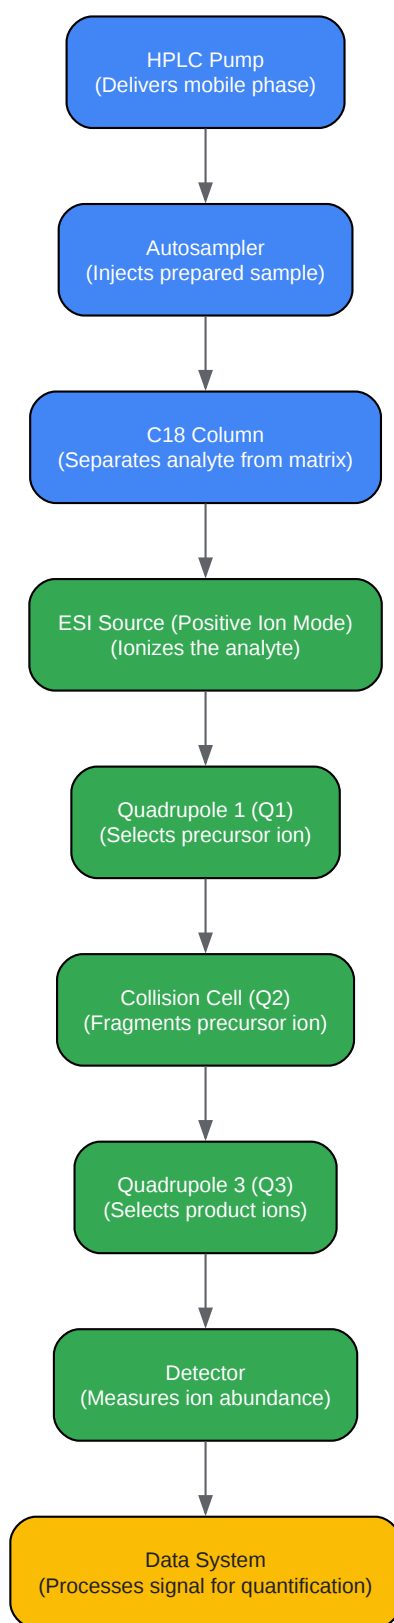 HPLC Pump
(Delivers mobile phase)
Autosampler
(Injects prepared sample)
C18 Column
(Separates analyte from matrix)
ESI Source (Positive Ion Mode)
(Ionizes the analyte)
Quadrupole 1 (Q1)
(Selects precursor ion)
Collision Cell (Q2)
(Fragments precursor ion)
Quadrupole 3 (Q3)
(Selects product ions)
Detector
(Measures ion abundance)
Data System
(Processes signal for quantification)